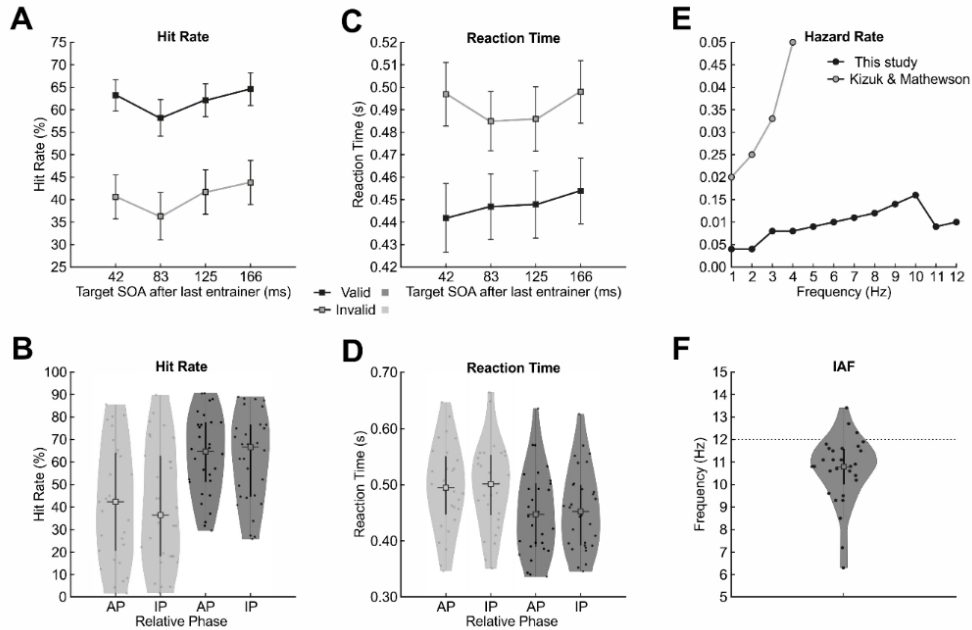 A
Hit Rate
75
70
65
60
55
50
45
40
35
30
25
Hit Rate (%)
42 83 125 166
Target SOA after last entrainer (ms)
C
Reaction Time
0.52
0.51
0.50
0.49
0.48
0.47
0.46
0.45
0.44
0.43
0.42
Reaction Time (s)
42 83 125 166
Target SOA after last entrainer (ms)
Valid
Invalid
E
Hazard Rate
This study
Kizuk & Mathewson
0.05
0.04
0.04
0.03
0.03
0.02
0.02
0.01
0.01
0.05
0.00
1 2 3 4 5 6 7 8 9 10 11 12
Frequency (Hz)
B
Hit Rate
100
90
80
70
60
50
40
30
20
10
0
Hit Rate (%)
AP IP AP IP
Relative Phase
D
Reaction Time
0.70
0.60
0.50
0.40
0.30
Reaction Time (s)
AP IP AP IP
Relative Phase
F
IAF
15
14
13
12
11
10
9
8
7
6
5
Frequency (Hz)